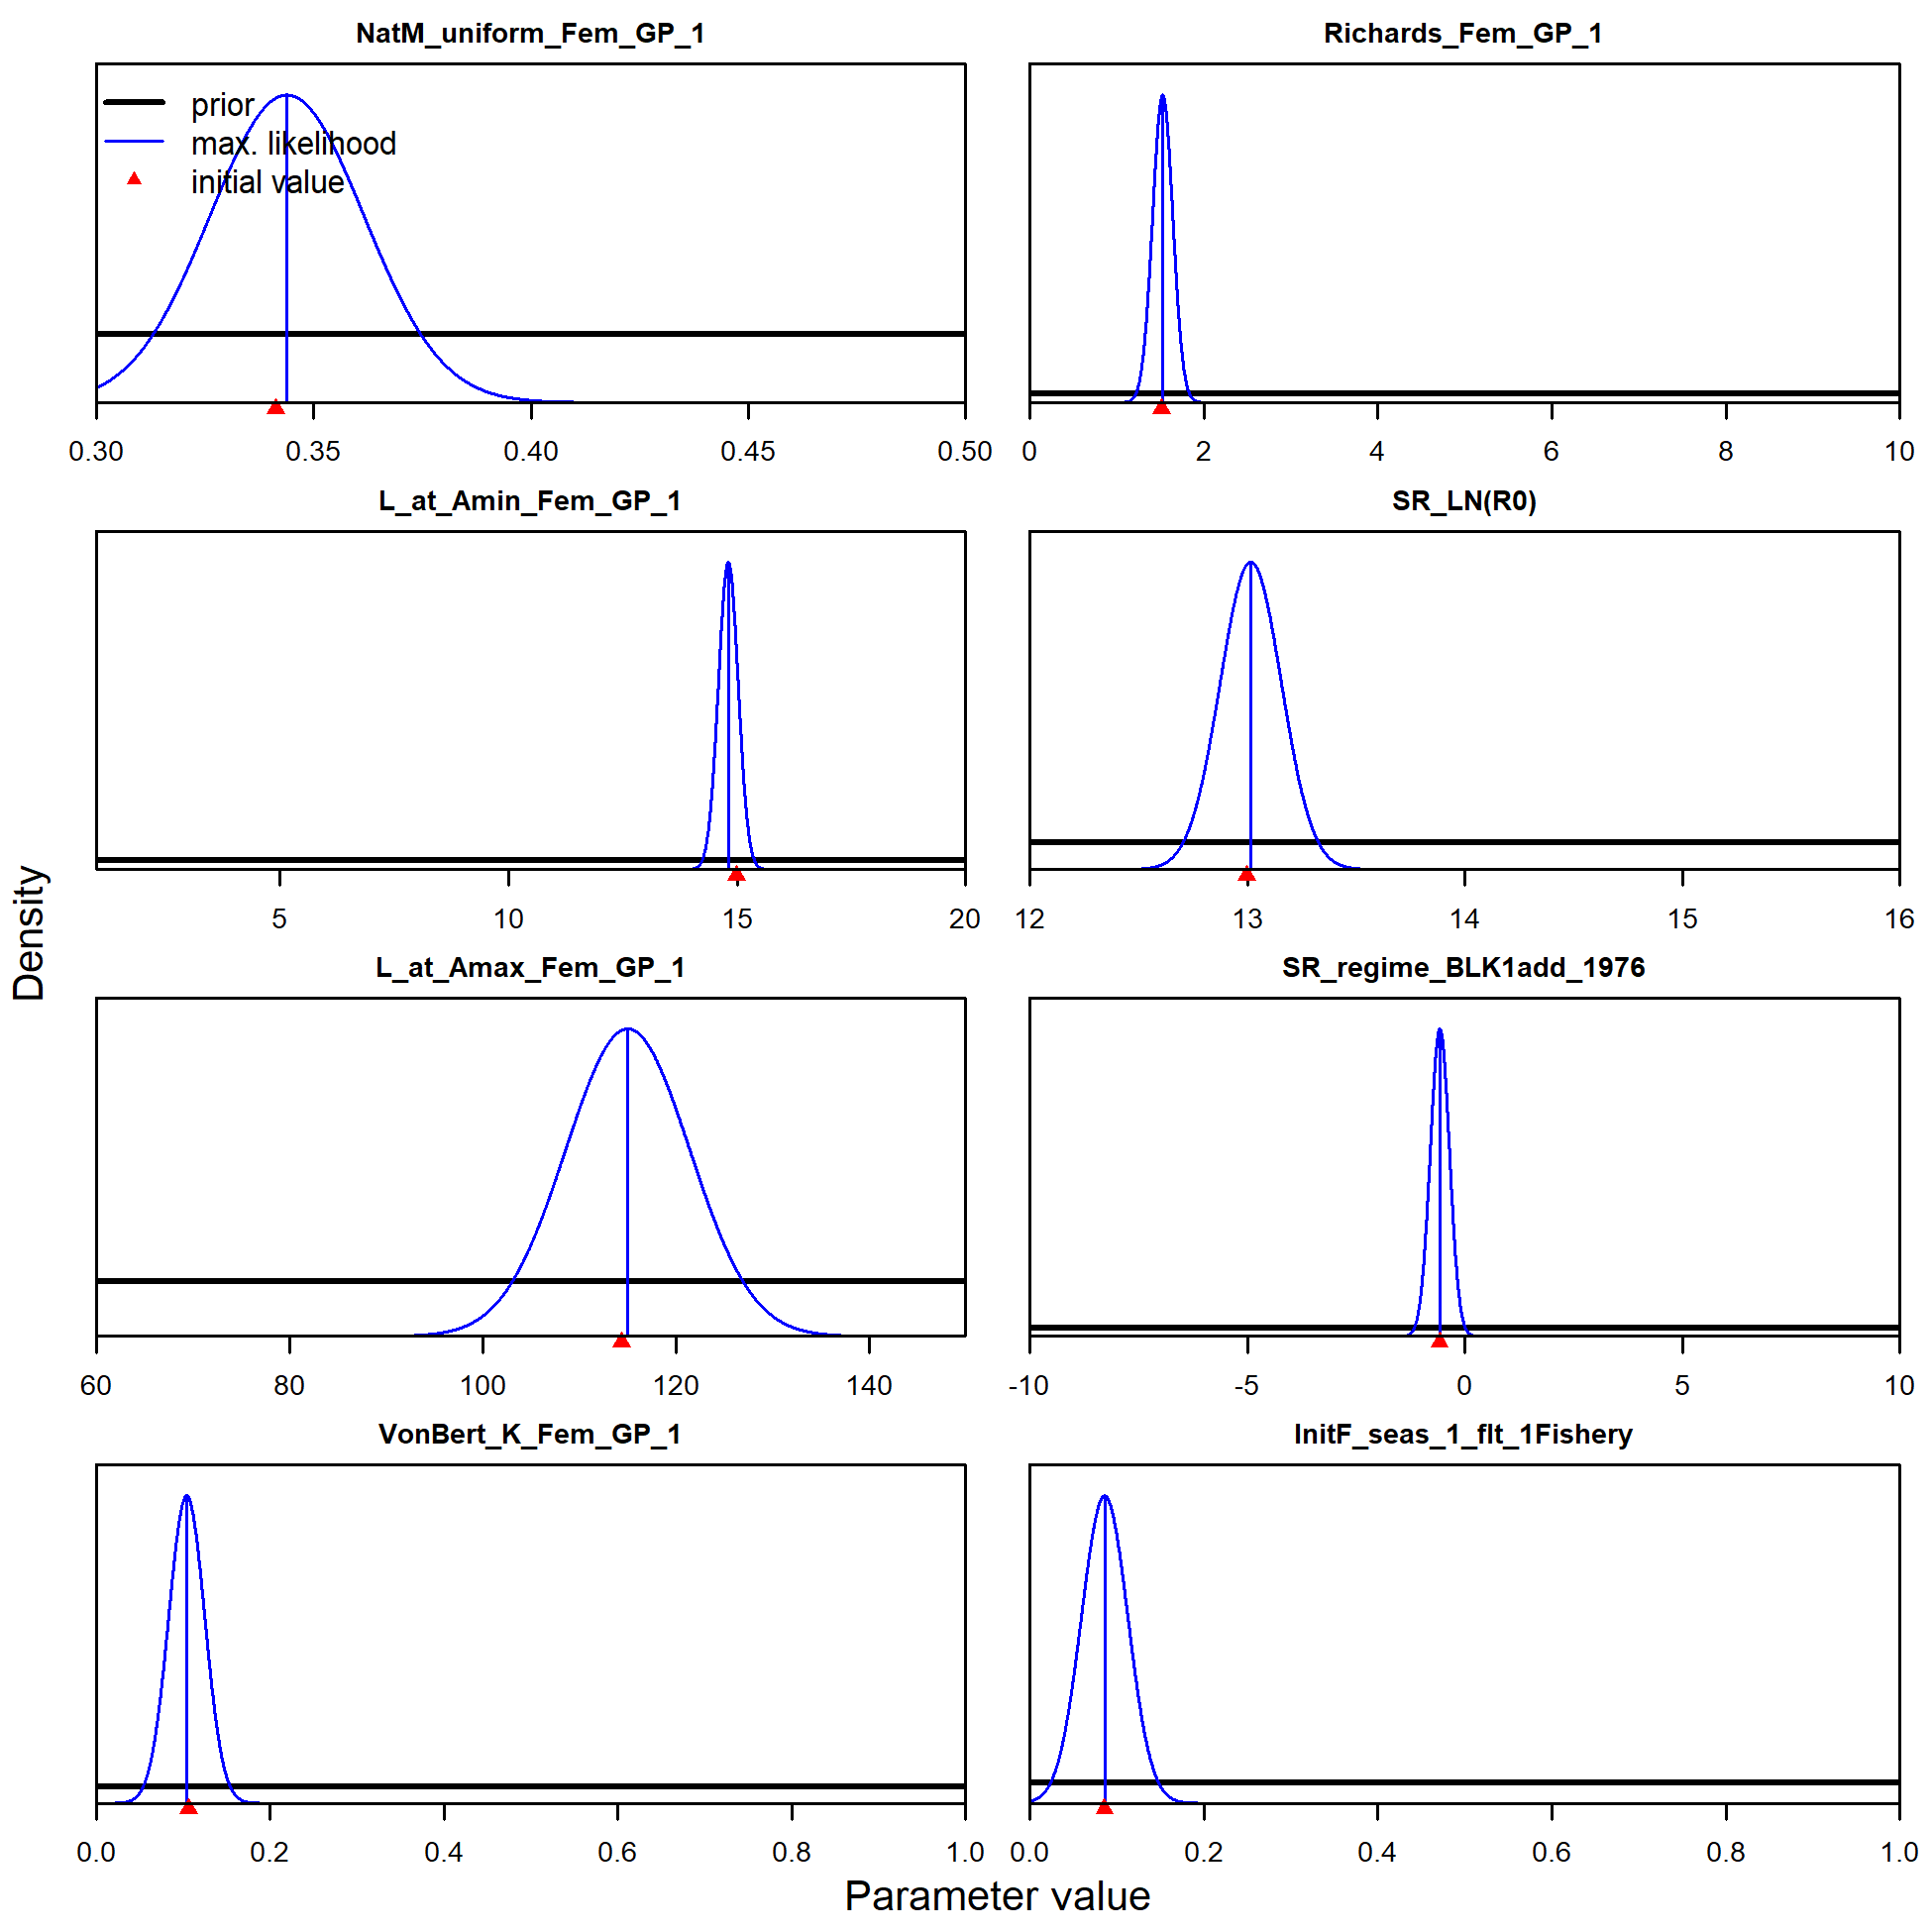 NatM_uniform_Fem_GP_1
prior
max. likelihood
initial value
0.30 0.35 0.40 0.45 0.50
Richards_Fem_GP_1
0 2 4 6 8 10
L_at_Amin_Fem_GP_1
5 10 15 20
SR_LN(R0)
12 13 14 15 16
L_at_Amax_Fem_GP_1
60 80 100 120 140
SR_regime_BLK1add_1976
-10 -5 0 5 10
VonBert_K_Fem_GP_1
0.0 0.2 0.4 0.6 0.8 1.0
InitF_seas_1_flt_1Fishery
0.0 0.2 0.4 0.6 0.8 1.0
Density
Parameter value